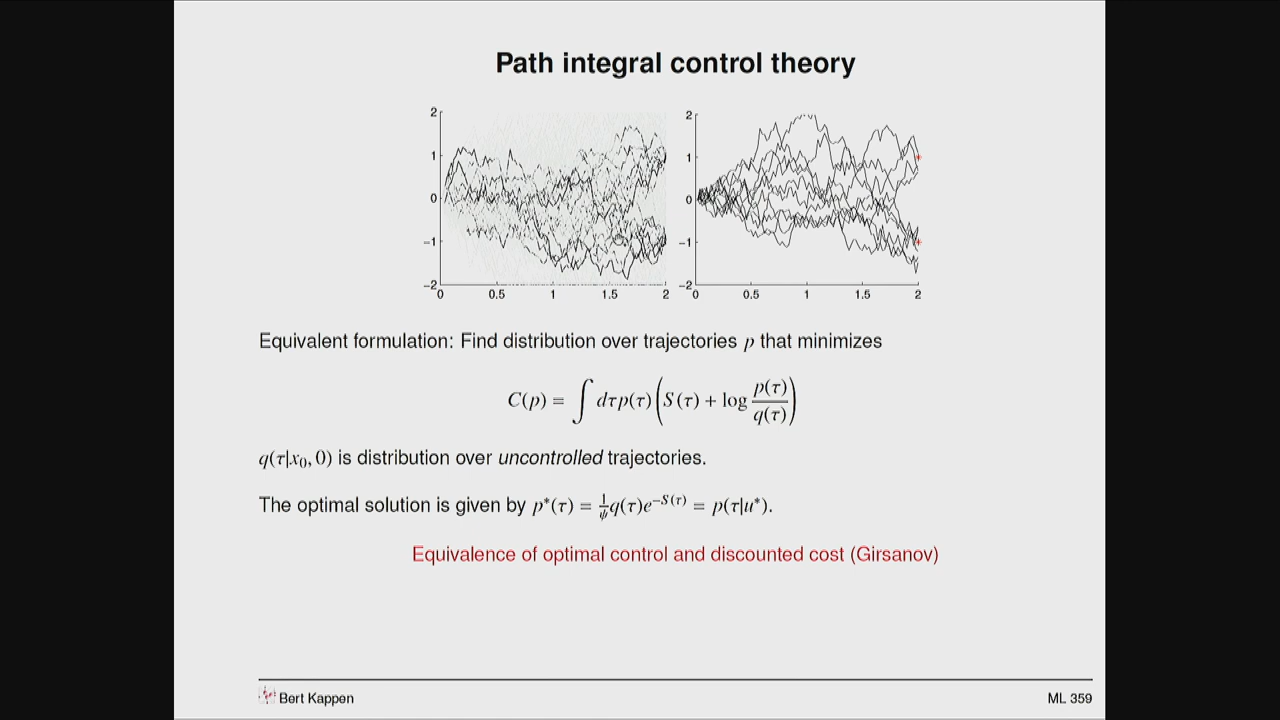 Path integral control theory
2
1
0
−1
−2
0 0.5 1 1.5 2
2
1
0
−1
−2
0 0.5 1 1.5 2
Equivalent formulation: Find distribution over trajectories p that minimizes
C(p) = ∫ dτp(τ) (S(τ) + log p(τ)/q(τ))
q(τ|x₀, 0) is distribution over uncontrolled trajectories.
The optimal solution is given by p*(τ) = 1/ψ q(τ)e^{−S(τ)} = p(τ|u*).
Equivalence of optimal control and discounted cost (Girsanov)
Bert Kappen
ML 359